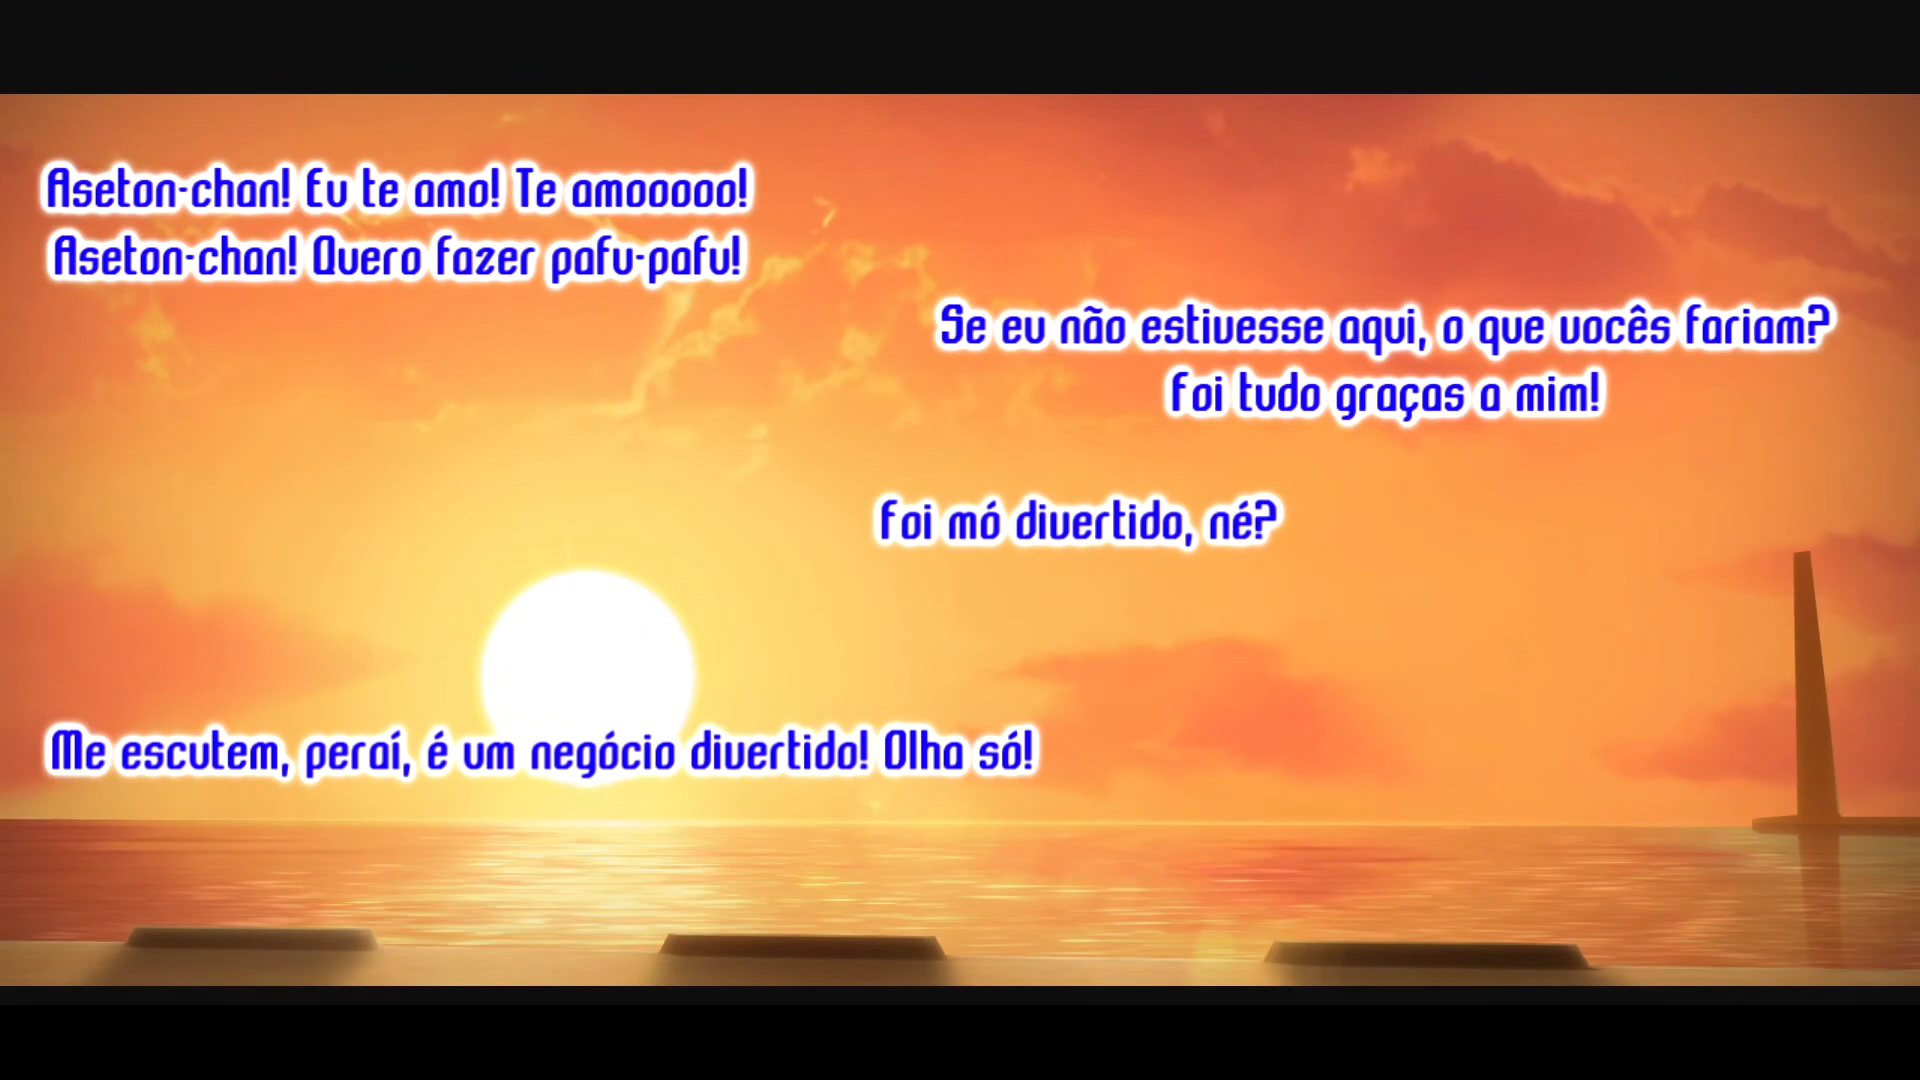 Aseton-chan! Eu te amo! Te amooooo!
Aseton-chan! Quero fazer pafu-pafu!
Se eu não estivesse aqui, o que vocês fariam?
Foi tudo graças a mim!
Foi mó divertido, né?
Me escutem, peraí, é um negócio divertido! Olha só!